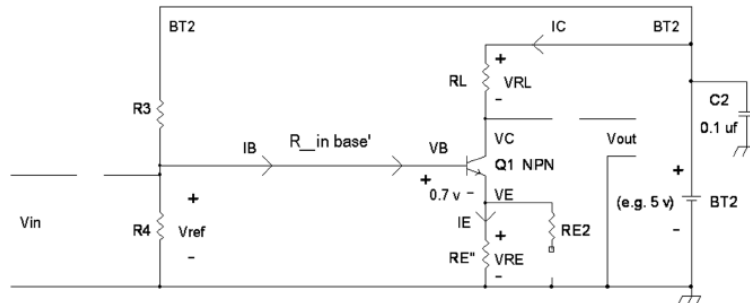 BT2
IC
BT2
R3
+
RL
VRL
-
C2
0.1 uf
IB
R__in base'
VB
VC
Vout
Q1 NPN
+
0.7 v -
VE
+
(e.g. 5 v)
BT2
-
Vin
+
R4
Vref
-
IE
+
RE"
VRE
-
RE2